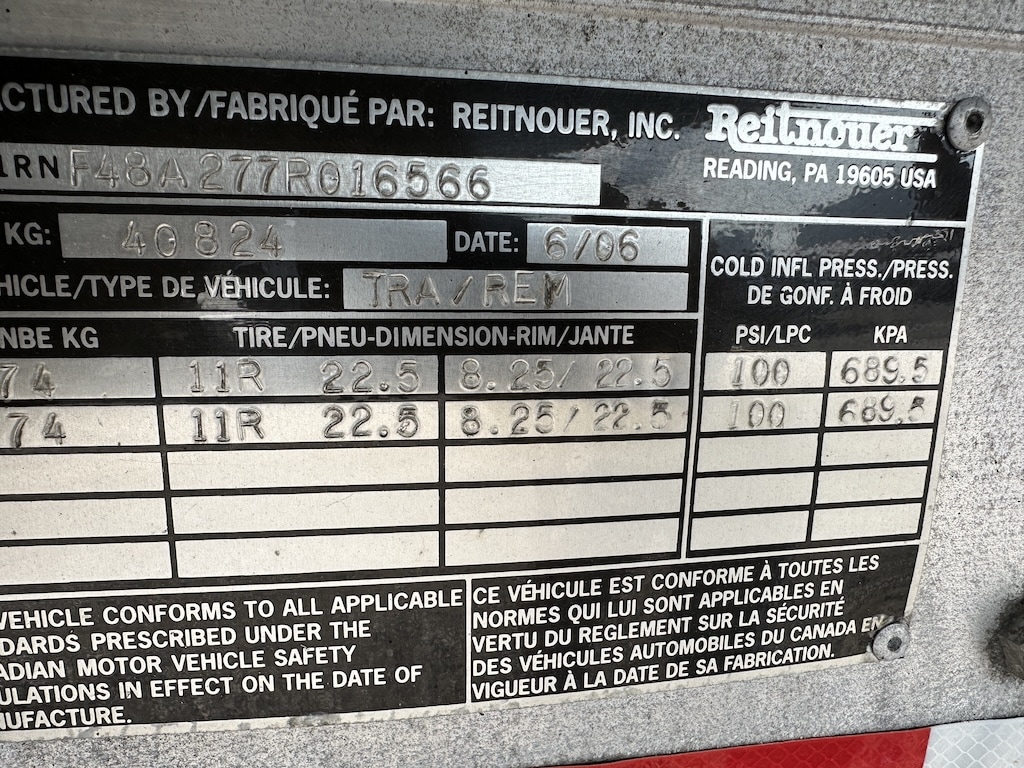 ACTURED BY/FABRIQUÉ PAR: REITNOUER, INC.
Reitnouer
READING, PA 19605 USA
1RNF48A277R016566
KG: 40824 DATE: 6/06
HICLE/TYPE DE VÉHICULE: TRA/REM
COLD INFL PRESS./PRESS.
DE GONF. À FROID
NBE KG TIRE/PNEU-DIMENSION-RIM/JANTE PSI/LPC KPA
74 11R 22.5 8.25/22.5 100 689.5
74 11R 22.5 8.25/22.5 100 689.5
VEHICLE CONFORMS TO ALL APPLICABLE
DARDS PRESCRIBED UNDER THE
ADIAN MOTOR VEHICLE SAFETY
ULATIONS IN EFFECT ON THE DATE OF
NUFACTURE.
CE VÉHICULE EST CONFORME À TOUTES LES
NORMES QUI LUI SONT APPLICABLES EN
VERTU DU REGLEMENT SUR LA SÉCURITÉ
DES VÉHICULES AUTOMOBILES DU CANADA EN
VIGUEUR À LA DATE DE SA FABRICATION.